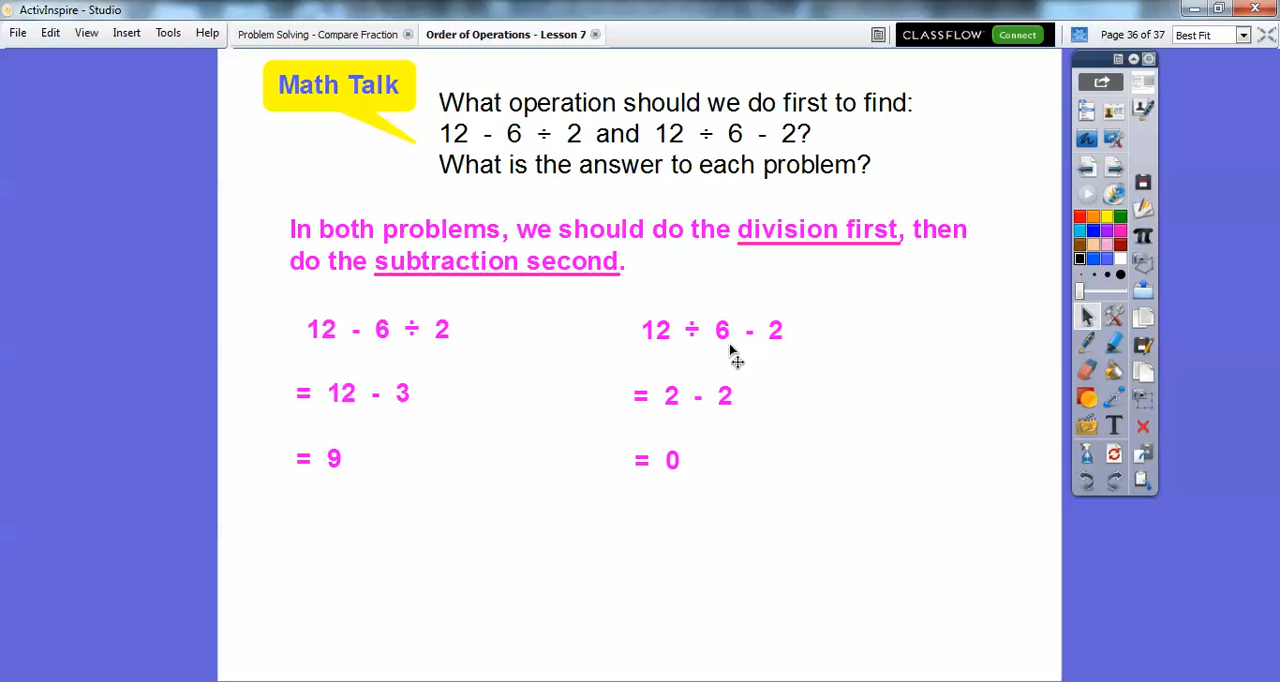 ActivInspire - Studio
File Edit View Insert Tools Help
Problem Solving - Compare Fraction
Order of Operations - Lesson 7
CLASSFLOW Connect
Page 36 of 37
Best Fit
Math Talk
What operation should we do first to find:
12 - 6 ÷ 2 and 12 ÷ 6 - 2?
What is the answer to each problem?
In both problems, we should do the division first, then
do the subtraction second.
12 - 6 ÷ 2
= 12 - 3
= 9
12 ÷ 6 - 2
= 2 - 2
= 0